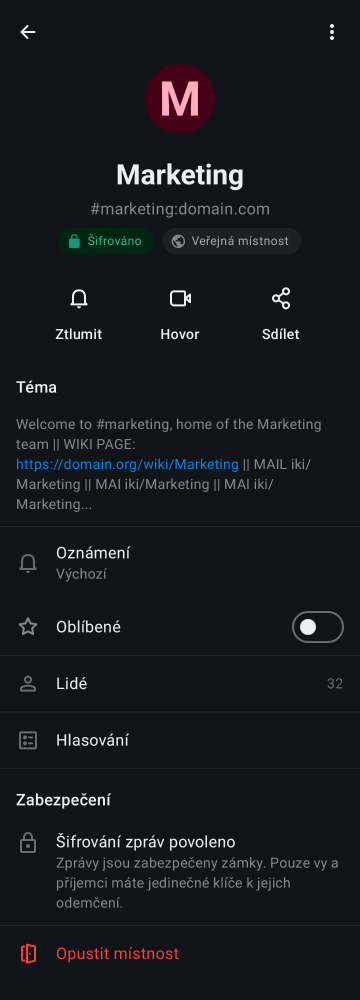 M
Marketing
#marketing:domain.com
Šifrováno
Veřejná místnost
Ztlumit
Hovor
Sdílet
Téma
Welcome to #marketing, home of the Marketing
team || WIKI PAGE:
https://domain.org/wiki/Marketing || MAIL iki/
Marketing || MAI iki/Marketing || MAI iki/
Marketing...
Oznámení
Výchozí
Oblíbené
Lidé 32
Hlasování
Zabezpečení
Šifrování zpráv povoleno
Zprávy jsou zabezpečeny zámky. Pouze vy a
příjemci máte jedinečné klíče k jejich
odemčení.
Opustit místnost